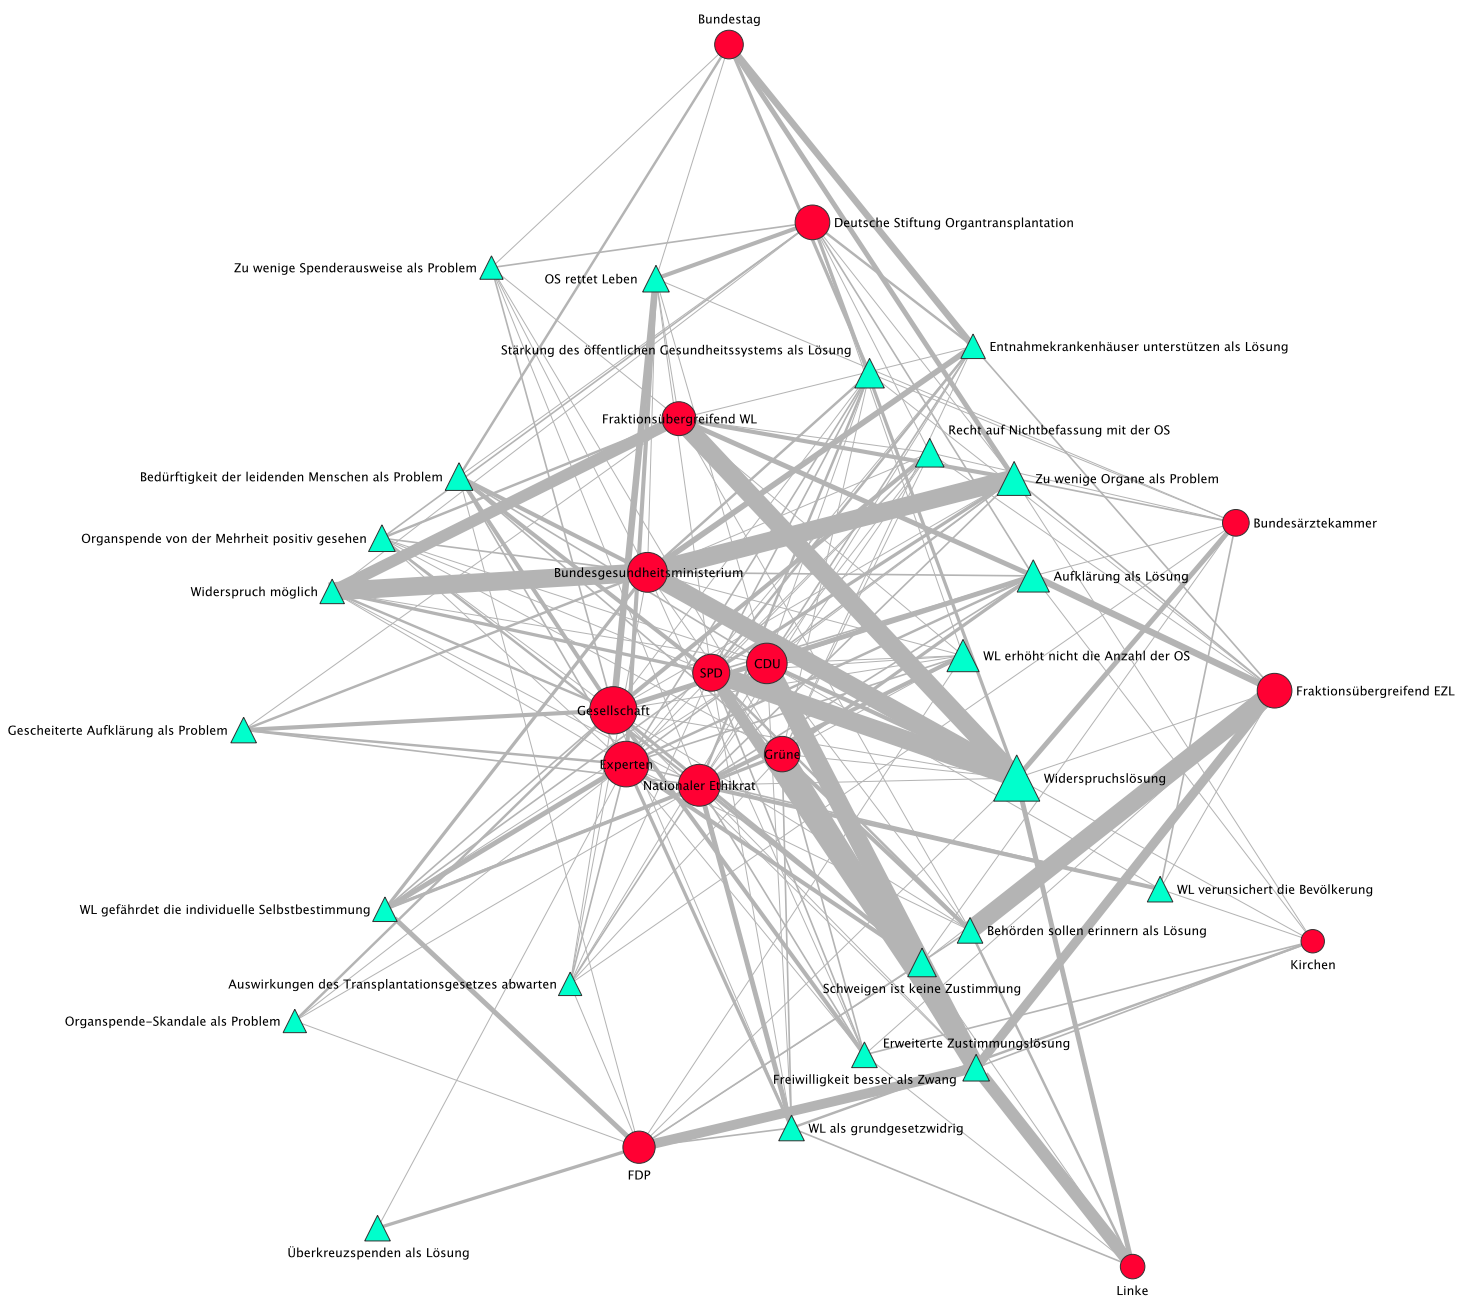 Bundestag
Deutsche Stiftung Organtransplantation
Zu wenige Spenderausweise als Problem
OS rettet Leben
Entnahmekrankenhäuser unterstützen als Lösung
Stärkung des öffentlichen Gesundheitssystems als Lösung
Fraktionsübergreifend WL
Recht auf Nichtbefassung mit der OS
Bedürftigkeit der leidenden Menschen als Problem
Zu wenige Organe als Problem
Bundesärztekammer
Organspende von der Mehrheit positiv gesehen
Bundesgesundheitsministerium
Aufklärung als Lösung
Widerspruch möglich
WL erhöht nicht die Anzahl der OS
CDU
SPD
Fraktionsübergreifend EZL
Gesellschaft
Gescheiterte Aufklärung als Problem
Grüne
Experten
Widerspruchslösung
Nationaler Ethikrat
WL verunsichert die Bevölkerung
WL gefährdet die individuelle Selbstbestimmung
Behörden sollen erinnern als Lösung
Kirchen
Auswirkungen des Transplantationsgesetzes abwarten
Schweigen ist keine Zustimmung
Organspende-Skandale als Problem
Erweiterte Zustimmungslösung
Freiwilligkeit besser als Zwang
WL als grundgesetzwidrig
FDP
Überkreuzspenden als Lösung
Linke